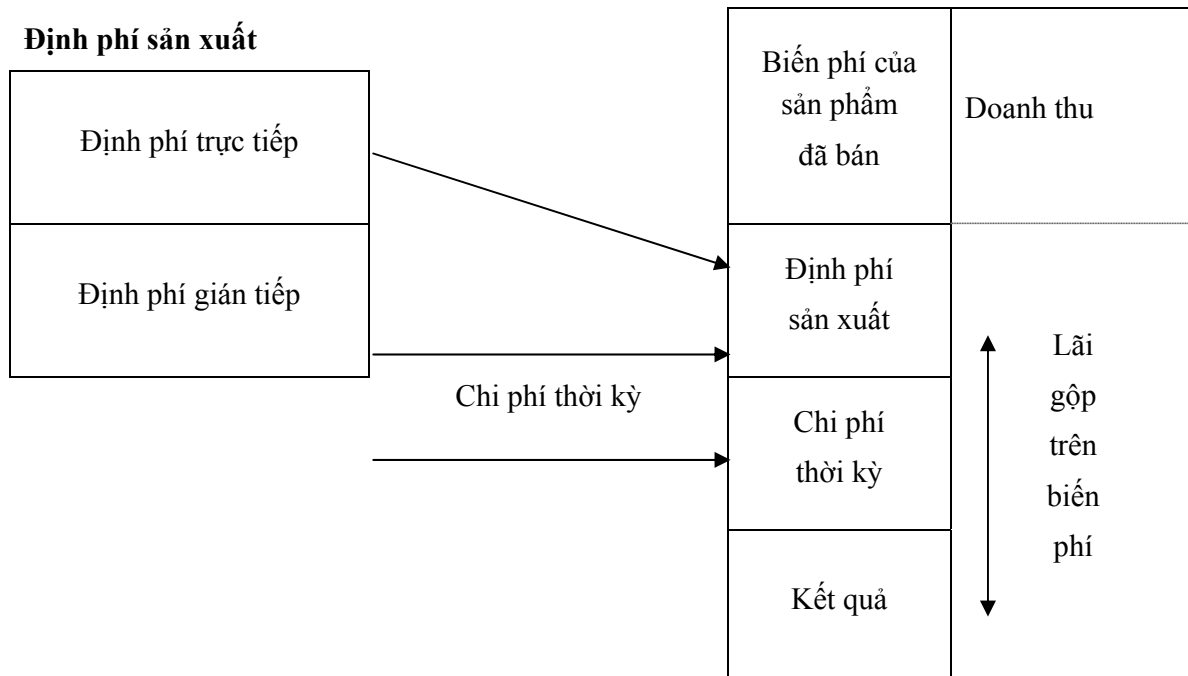 Định phí sản xuất
Định phí trực tiếp
Định phí gián tiếp
Chi phí thời kỳ
Biến phí của
sản phẩm
đã bán
Doanh thu
Định phí
sản xuất
Chi phí
thời kỳ
Kết quả
Lãi
gộp
trên
biến
phí